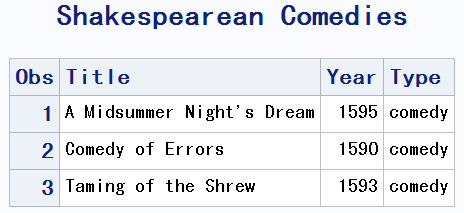 Shakespearean Comedies
Obs Title Year Type
1 A Midsummer Night's Dream 1595 comedy
2 Comedy of Errors 1590 comedy
3 Taming of the Shrew 1593 comedy